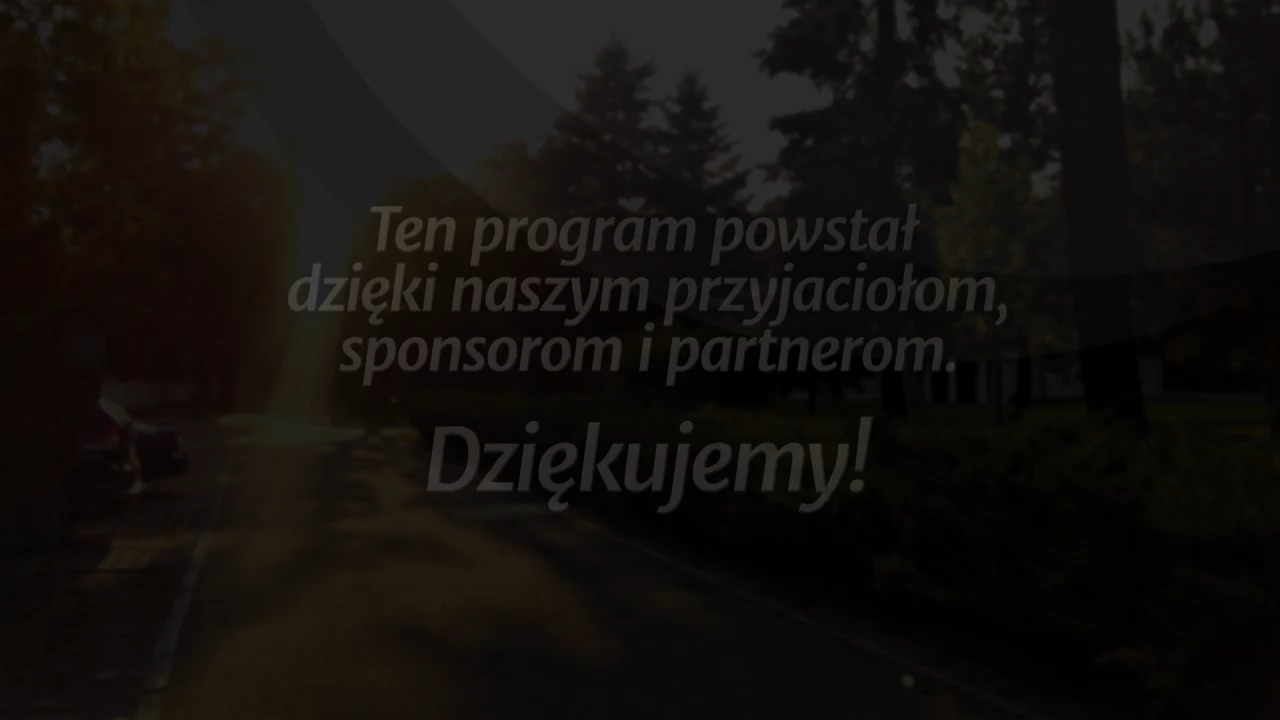 Ten program powstał
dzięki naszym przyjaciołom,
sponsorom i partnerom.
Dziękujemy!